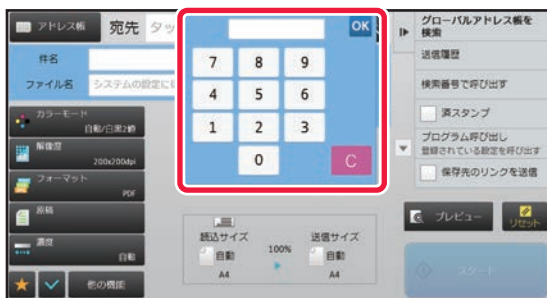 アドレス帳
宛先
タッ
件名
ファイル名
システムの設定に
カラーモード
自動/白黒2値
解像度
200x200dpi
フォーマット
PDF
原稿
濃度
自動
他の機能
OK
7 8 9
4 5 6
1 2 3
0 C
読込サイズ
自動
A4
100%
送信サイズ
自動
A4
グローバルアドレス帳を
検索
送信履歴
検索番号で呼び出す
済スタンプ
プログラム呼び出し
登録されている設定を呼び出す
保存先のリンクを送信
プレビュー
リセット
スタート